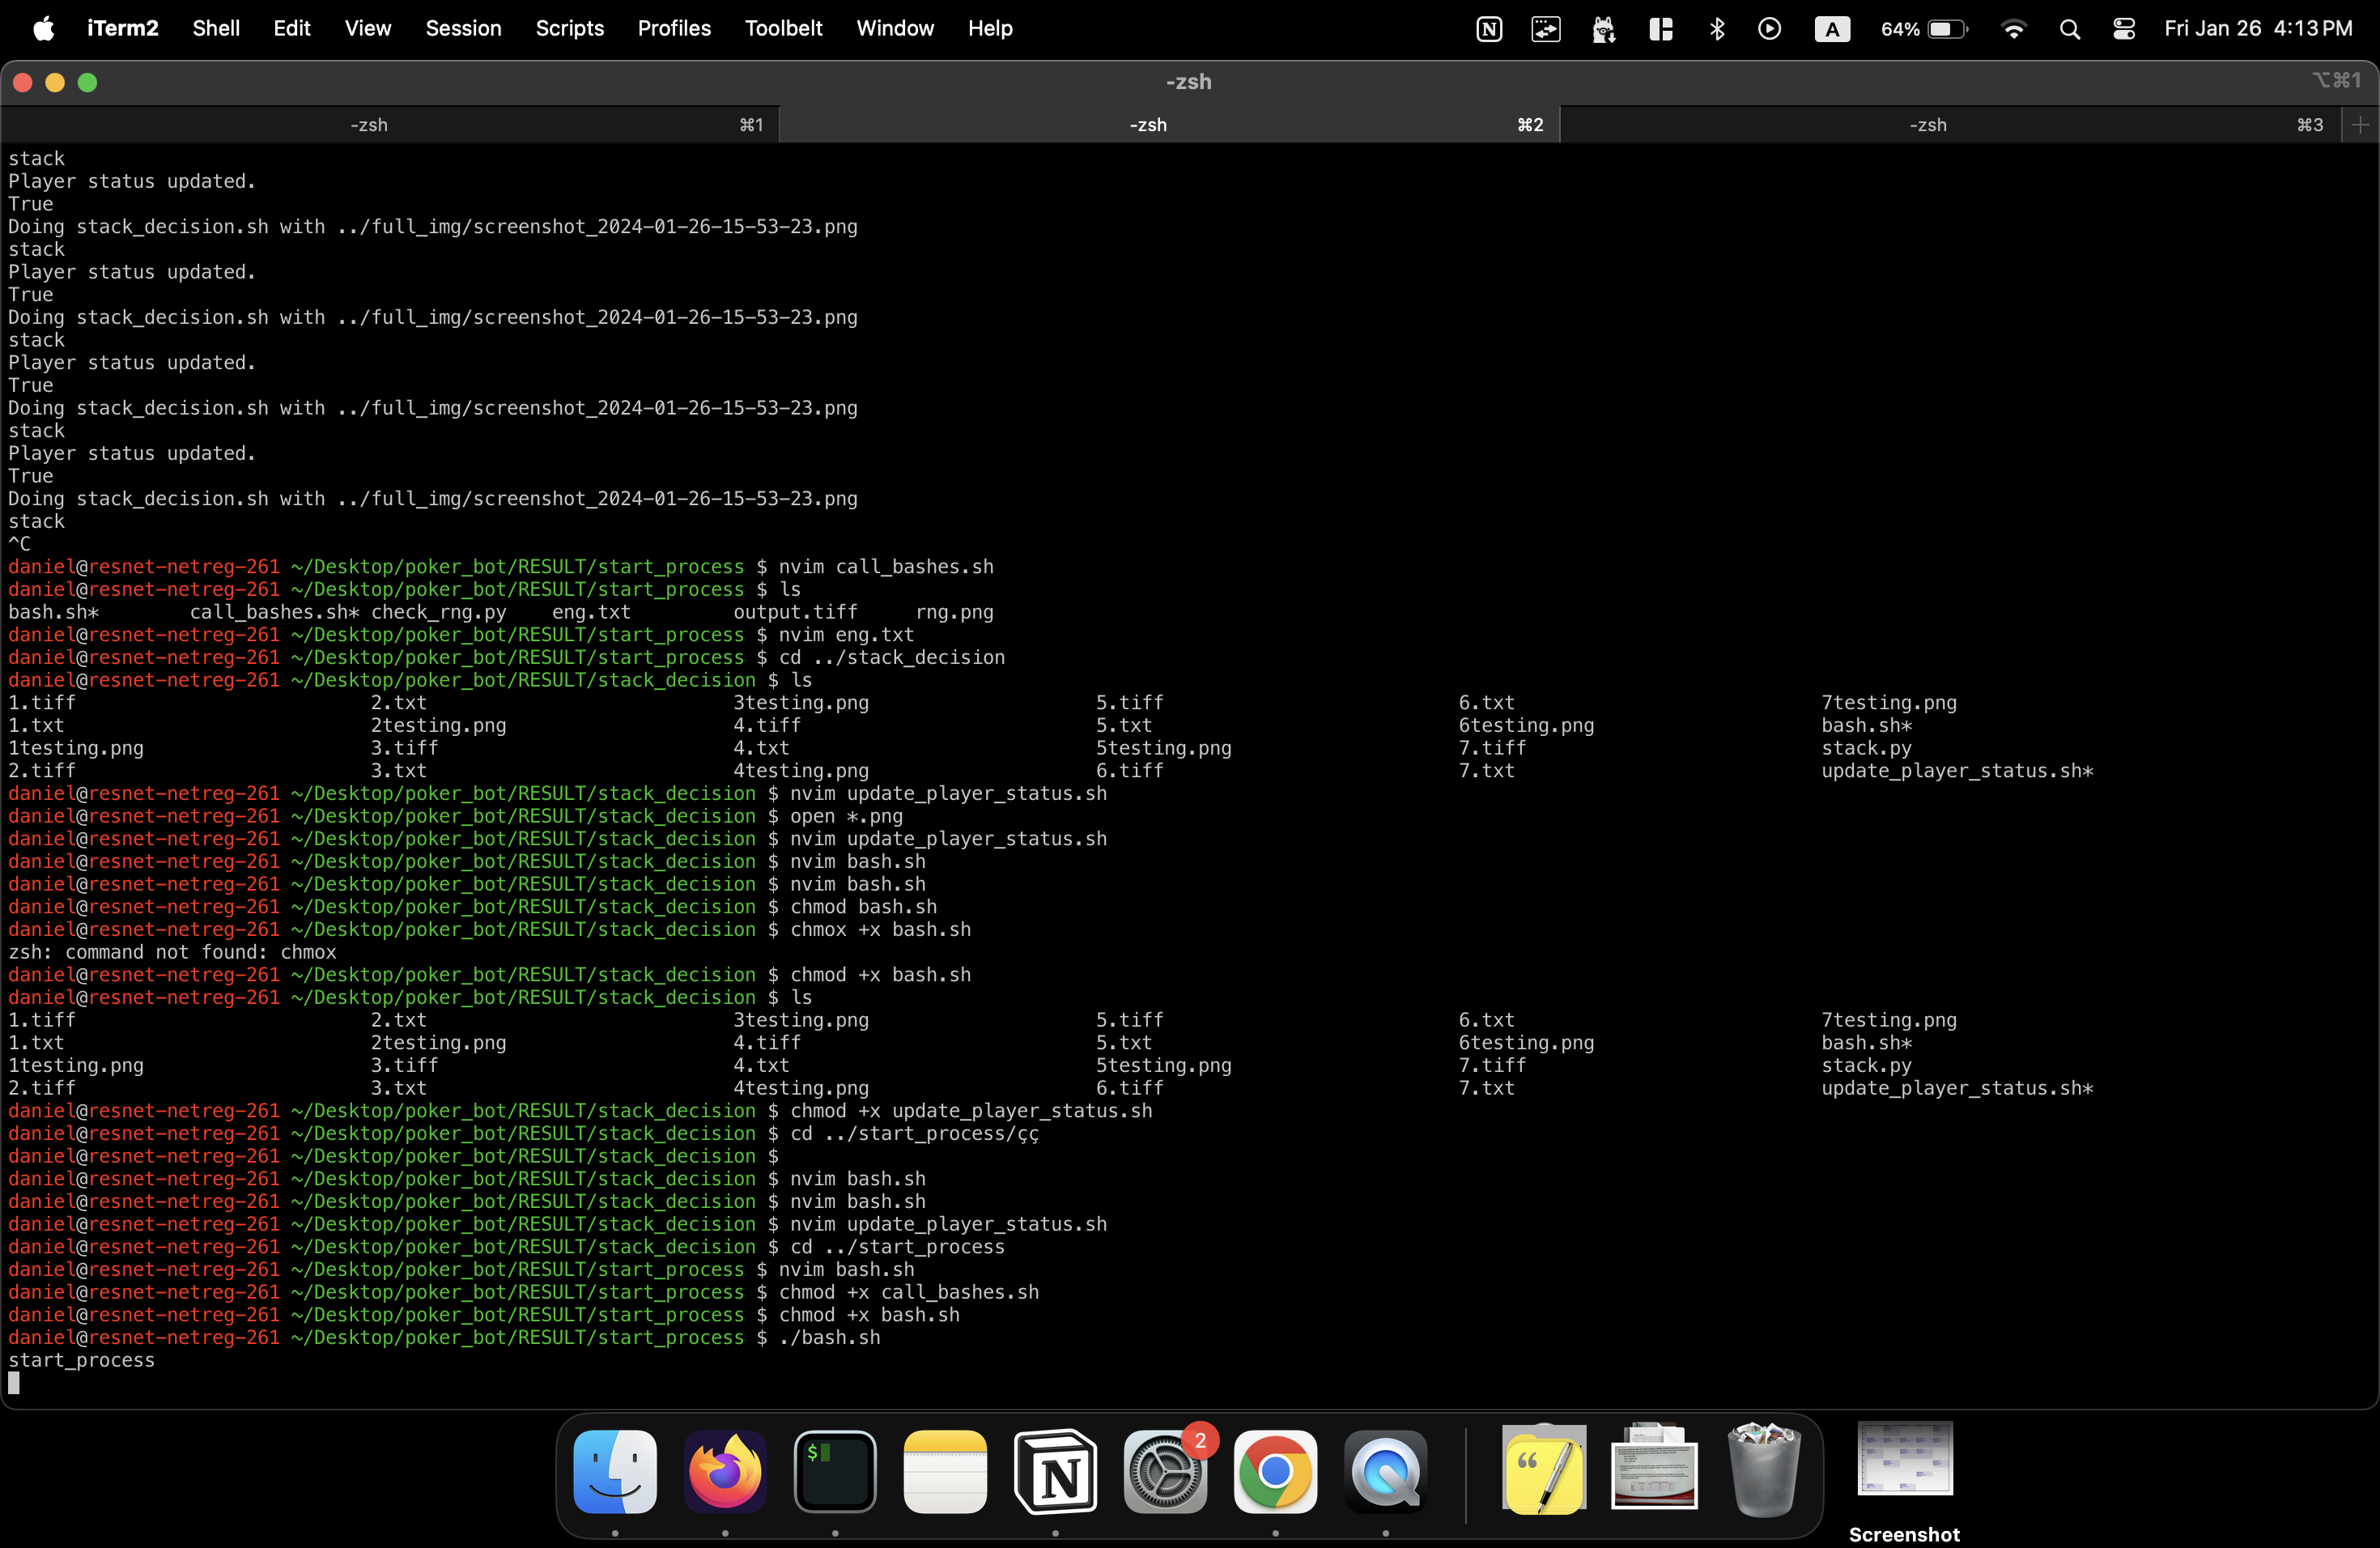 iTerm2 Shell Edit View Session Scripts Profiles Toolbelt Window Help N A 64% Fri Jan 26 4:13 PM
-zsh ⌥⌘1
-zsh ⌘1 -zsh ⌘2 -zsh ⌘3
stack
Player status updated.
True
Doing stack_decision.sh with ../full_img/screenshot_2024-01-26-15-53-23.png
stack
Player status updated.
True
Doing stack_decision.sh with ../full_img/screenshot_2024-01-26-15-53-23.png
stack
Player status updated.
True
Doing stack_decision.sh with ../full_img/screenshot_2024-01-26-15-53-23.png
stack
Player status updated.
True
Doing stack_decision.sh with ../full_img/screenshot_2024-01-26-15-53-23.png
stack
^C
daniel@resnet-netreg-261 ~/Desktop/poker_bot/RESULT/start_process $ nvim call_bashes.sh
daniel@resnet-netreg-261 ~/Desktop/poker_bot/RESULT/start_process $ ls
bash.sh* call_bashes.sh* check_rng.py eng.txt output.tiff rng.png
daniel@resnet-netreg-261 ~/Desktop/poker_bot/RESULT/start_process $ nvim eng.txt
daniel@resnet-netreg-261 ~/Desktop/poker_bot/RESULT/start_process $ cd ../stack_decision
daniel@resnet-netreg-261 ~/Desktop/poker_bot/RESULT/stack_decision $ ls
1.tiff 2.txt 3testing.png 5.tiff 6.txt 7testing.png
1.txt 2testing.png 4.tiff 5.txt 6testing.png bash.sh*
1testing.png 3.tiff 4.txt 5testing.png 7.tiff stack.py
2.tiff 3.txt 4testing.png 6.tiff 7.txt update_player_status.sh*
daniel@resnet-netreg-261 ~/Desktop/poker_bot/RESULT/stack_decision $ nvim update_player_status.sh
daniel@resnet-netreg-261 ~/Desktop/poker_bot/RESULT/stack_decision $ open *.png
daniel@resnet-netreg-261 ~/Desktop/poker_bot/RESULT/stack_decision $ nvim update_player_status.sh
daniel@resnet-netreg-261 ~/Desktop/poker_bot/RESULT/stack_decision $ nvim bash.sh
daniel@resnet-netreg-261 ~/Desktop/poker_bot/RESULT/stack_decision $ nvim bash.sh
daniel@resnet-netreg-261 ~/Desktop/poker_bot/RESULT/stack_decision $ chmod bash.sh
daniel@resnet-netreg-261 ~/Desktop/poker_bot/RESULT/stack_decision $ chmox +x bash.sh
zsh: command not found: chmox
daniel@resnet-netreg-261 ~/Desktop/poker_bot/RESULT/stack_decision $ chmod +x bash.sh
daniel@resnet-netreg-261 ~/Desktop/poker_bot/RESULT/stack_decision $ ls
1.tiff 2.txt 3testing.png 5.tiff 6.txt 7testing.png
1.txt 2testing.png 4.tiff 5.txt 6testing.png bash.sh*
1testing.png 3.tiff 4.txt 5testing.png 7.tiff stack.py
2.tiff 3.txt 4testing.png 6.tiff 7.txt update_player_status.sh*
daniel@resnet-netreg-261 ~/Desktop/poker_bot/RESULT/stack_decision $ chmod +x update_player_status.sh
daniel@resnet-netreg-261 ~/Desktop/poker_bot/RESULT/stack_decision $ cd ../start_process/çç
daniel@resnet-netreg-261 ~/Desktop/poker_bot/RESULT/stack_decision $
daniel@resnet-netreg-261 ~/Desktop/poker_bot/RESULT/stack_decision $ nvim bash.sh
daniel@resnet-netreg-261 ~/Desktop/poker_bot/RESULT/stack_decision $ nvim bash.sh
daniel@resnet-netreg-261 ~/Desktop/poker_bot/RESULT/stack_decision $ nvim update_player_status.sh
daniel@resnet-netreg-261 ~/Desktop/poker_bot/RESULT/stack_decision $ cd ../start_process
daniel@resnet-netreg-261 ~/Desktop/poker_bot/RESULT/start_process $ nvim bash.sh
daniel@resnet-netreg-261 ~/Desktop/poker_bot/RESULT/start_process $ chmod +x call_bashes.sh
daniel@resnet-netreg-261 ~/Desktop/poker_bot/RESULT/start_process $ chmod +x bash.sh
daniel@resnet-netreg-261 ~/Desktop/poker_bot/RESULT/start_process $ ./bash.sh
start_process
$ N 2
Screenshot